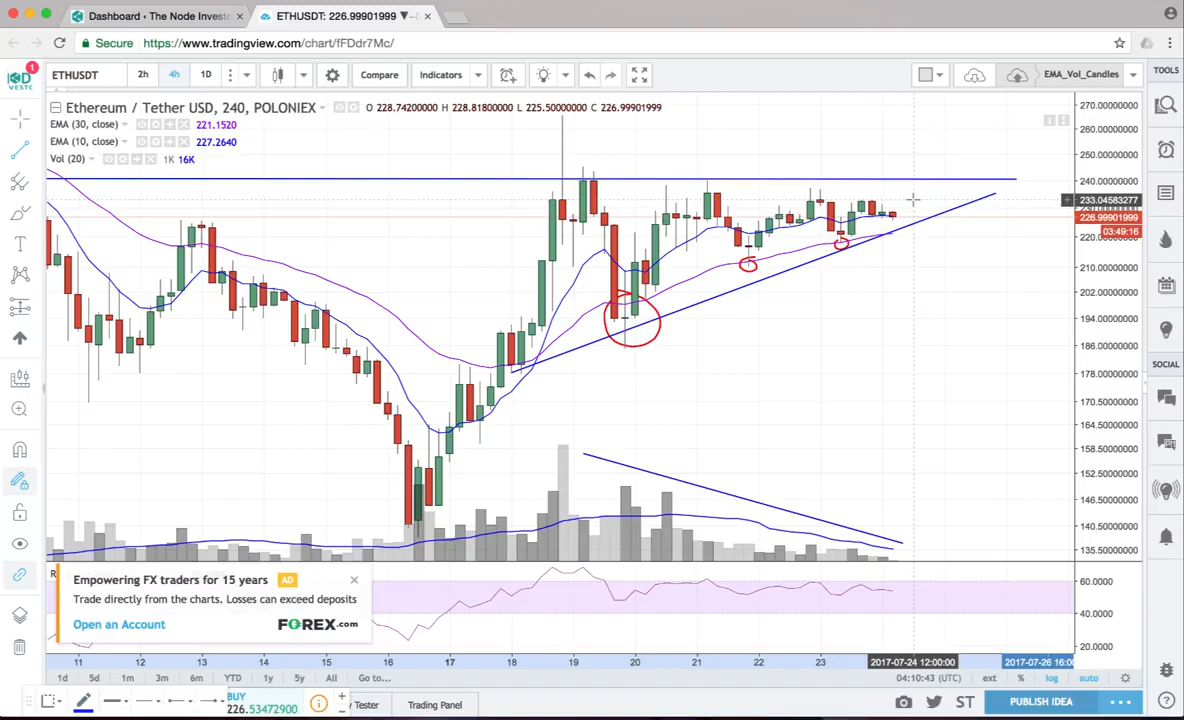 Dashboard ‹ The Node Invest
ETHUSDT: 226.99901999 ▼
Secure https://www.tradingview.com/chart/fFDdr7Mc/
1
VESTC
ETHUSDT 2h 4h 1D Compare Indicators EMA_Vol_Candles TOOLS
Ethereum / Tether USD, 240, POLONIEX O 228.74200000 H 228.81800000 L 225.50000000 C 226.99901999
EMA (30, close) 221.1520
EMA (10, close) 227.2640
Vol (20) 1K 16K
270.00000000
260.00000000
250.00000000
240.00000000
233.04583277
226.99901999
03:49:16
220.00000000
210.00000000
202.00000000
194.00000000
186.00000000
178.00000000
170.50000000
164.50000000
158.50000000
152.50000000
146.50000000
140.50000000
135.50000000
SOCIAL
R
60.0000
40.0000
20.0000
Empowering FX traders for 15 years AD
Trade directly from the charts. Losses can exceed deposits
Open an Account FOREX.com
11 12 13 14 15 16 17 18 19 20 21 22 23 2017-07-24 12:00:00 2017-07-26 16:00
1d 5d 1m 3m 6m YTD 1y 5y All Go to... 04:10:43 (UTC) ext % log auto
BUY
226.53472900
y Tester Trading Panel ST PUBLISH IDEA